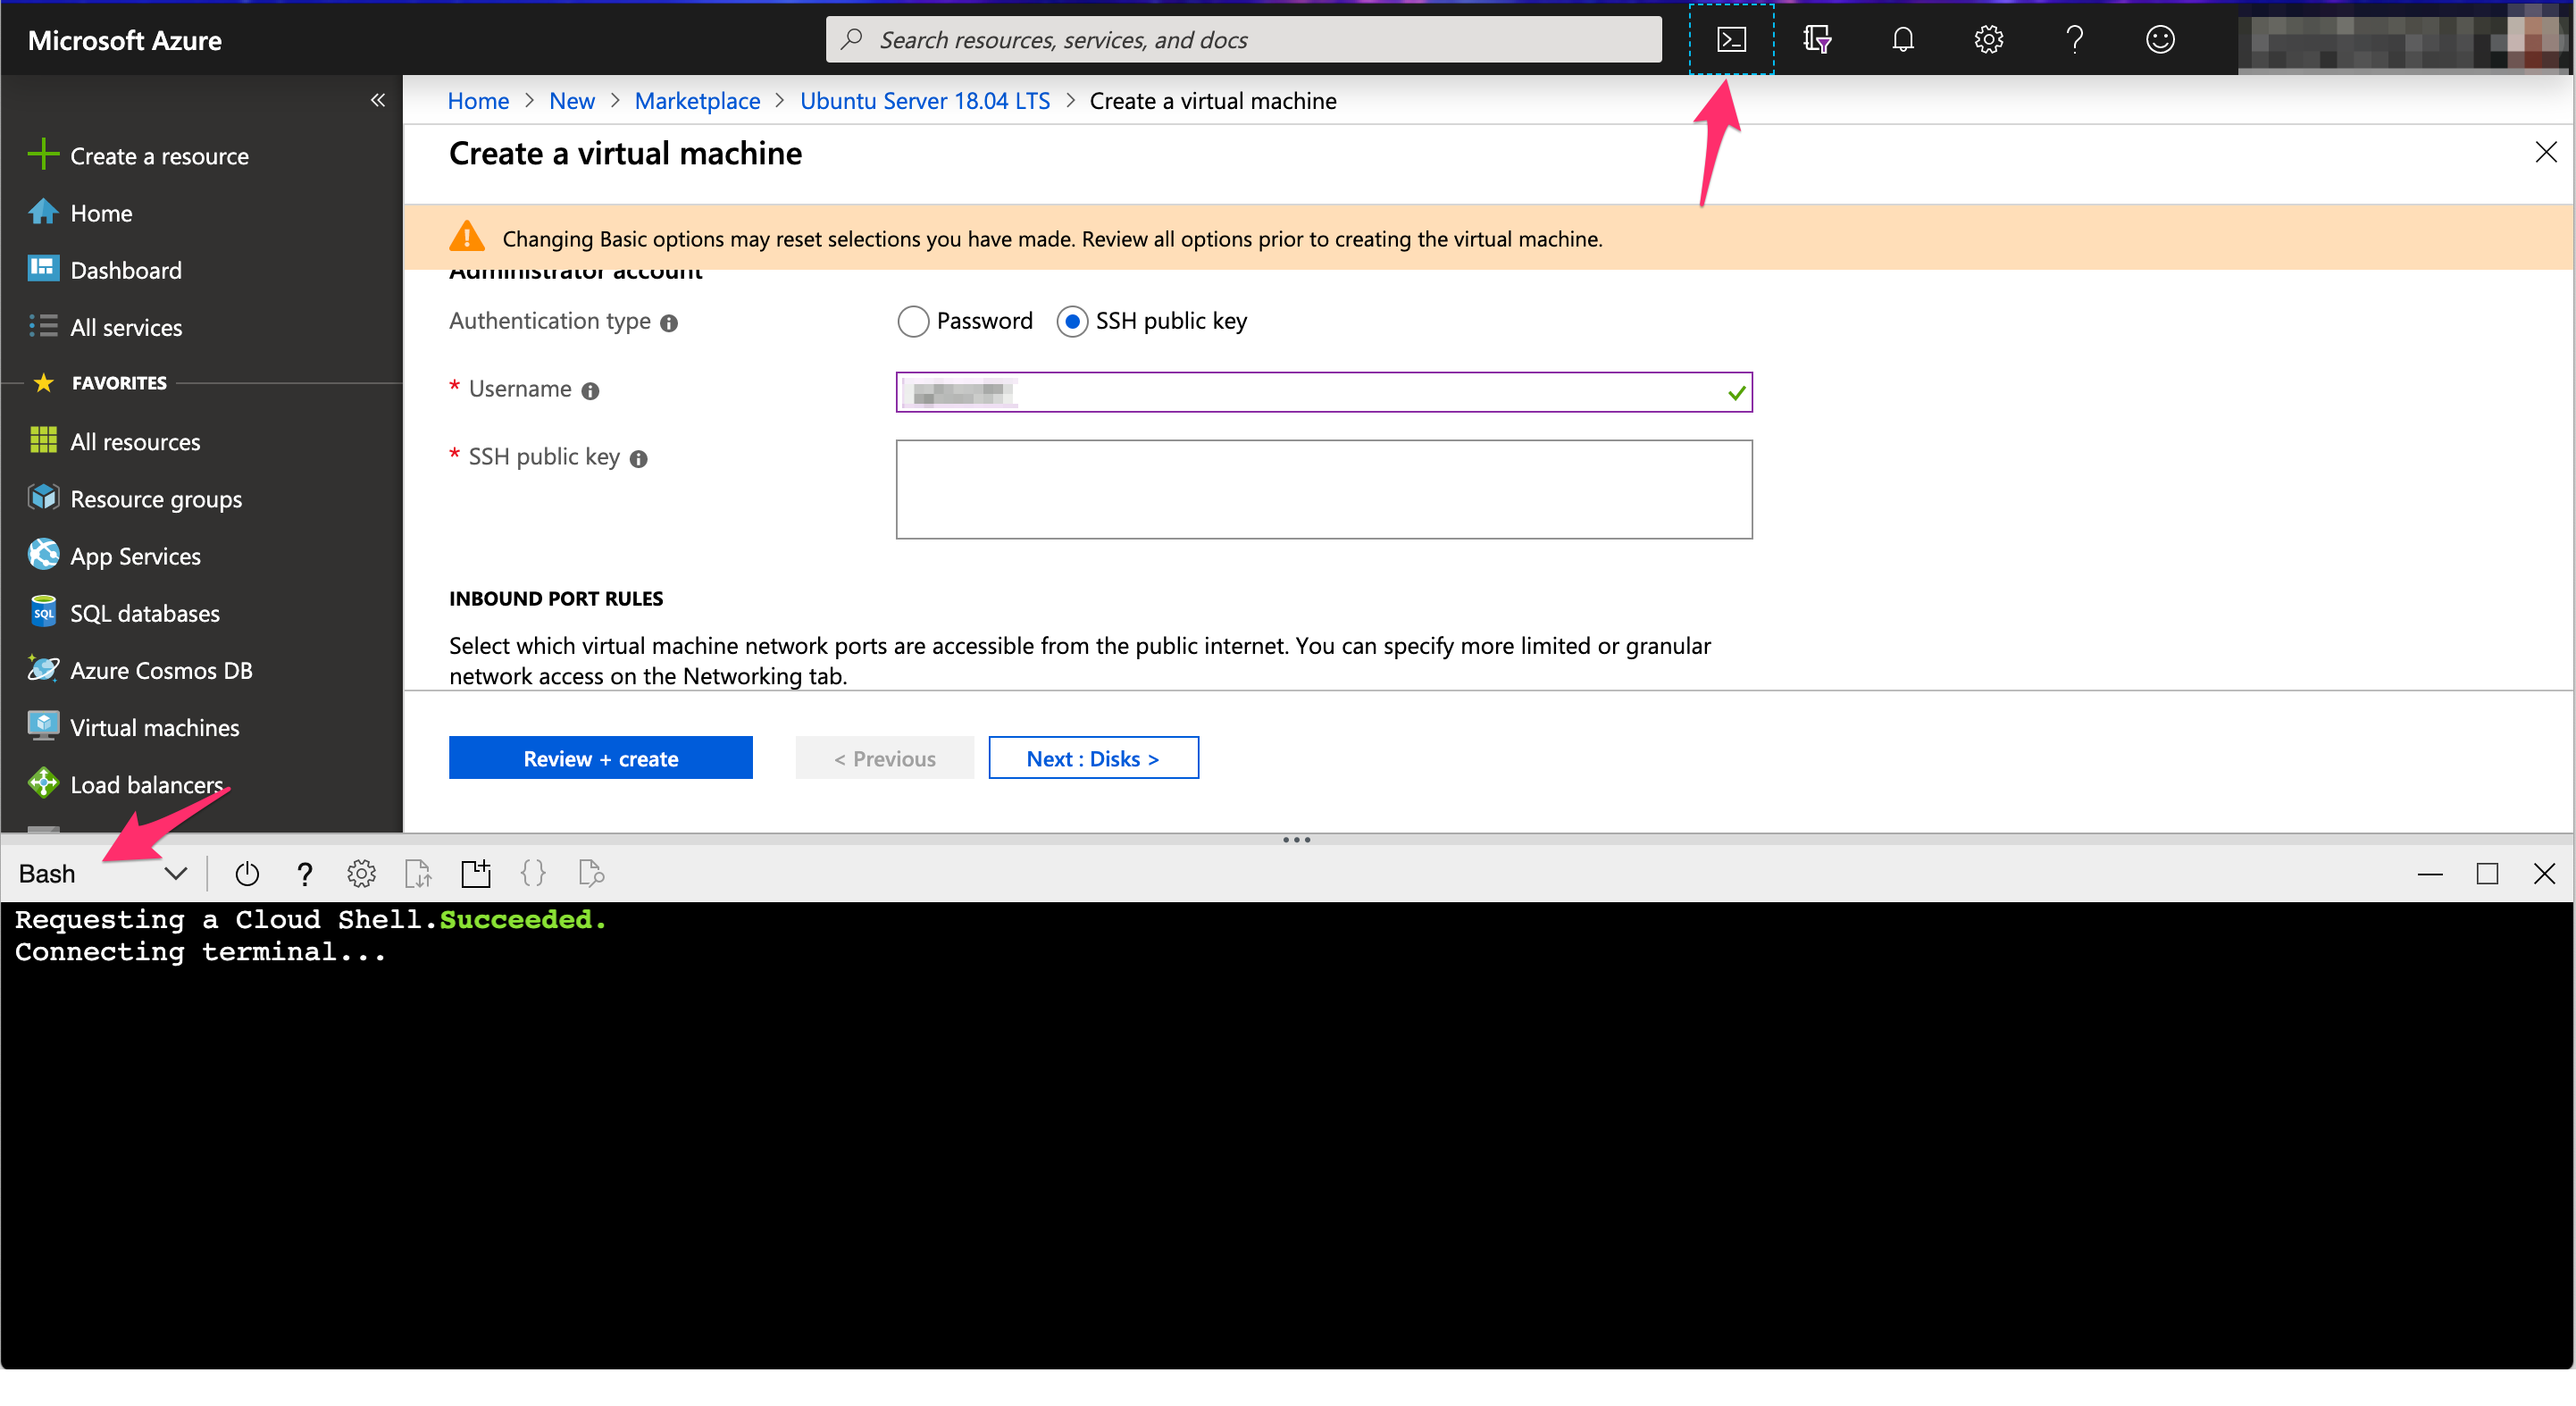 Microsoft Azure
Search resources, services, and docs
Home > New > Marketplace > Ubuntu Server 18.04 LTS > Create a virtual machine
Create a resource
Home
Dashboard
All services
FAVORITES
All resources
Resource groups
App Services
SQL databases
Azure Cosmos DB
Virtual machines
Load balancers
Create a virtual machine
Changing Basic options may reset selections you have made. Review all options prior to creating the virtual machine.
Administrator account
Authentication type
Password
SSH public key
* Username
* SSH public key
INBOUND PORT RULES
Select which virtual machine network ports are accessible from the public internet. You can specify more limited or granular
network access on the Networking tab.
Review + create
< Previous
Next : Disks >
Bash
Requesting a Cloud Shell.Succeeded.
Connecting terminal...